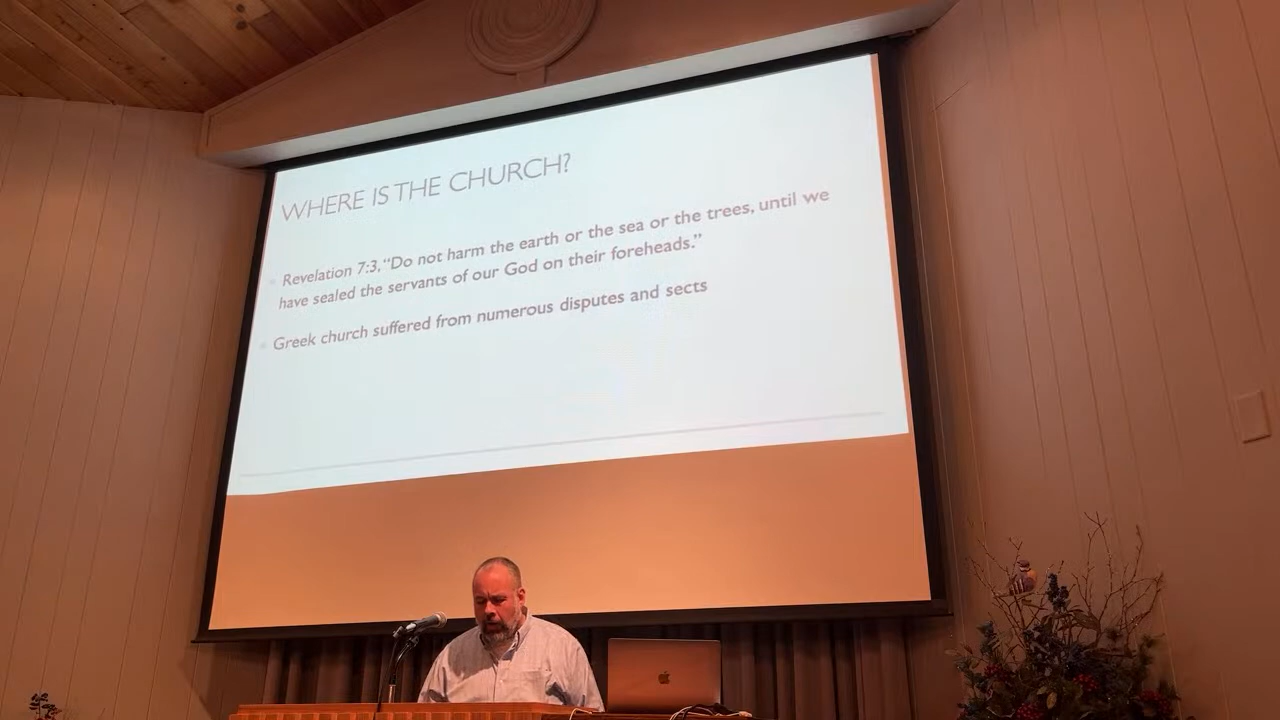 WHERE IS THE CHURCH?
Revelation 7:3, “Do not harm the earth or the sea or the trees, until we
have sealed the servants of our God on their foreheads.”
Greek church suffered from numerous disputes and sects